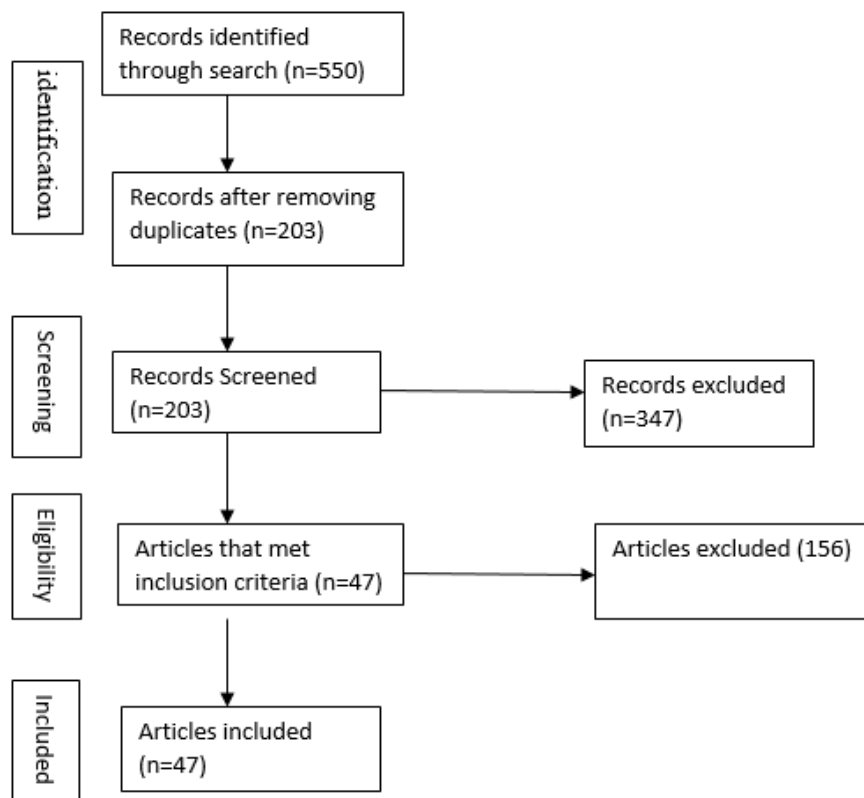 Records identified
through search (n=550)
identification
Records after removing
duplicates (n=203)
Screening
Records Screened
(n=203)
Records excluded
(n=347)
Eligibility
Articles that met
inclusion criteria (n=47)
Articles excluded (156)
Included
Articles included
(n=47)